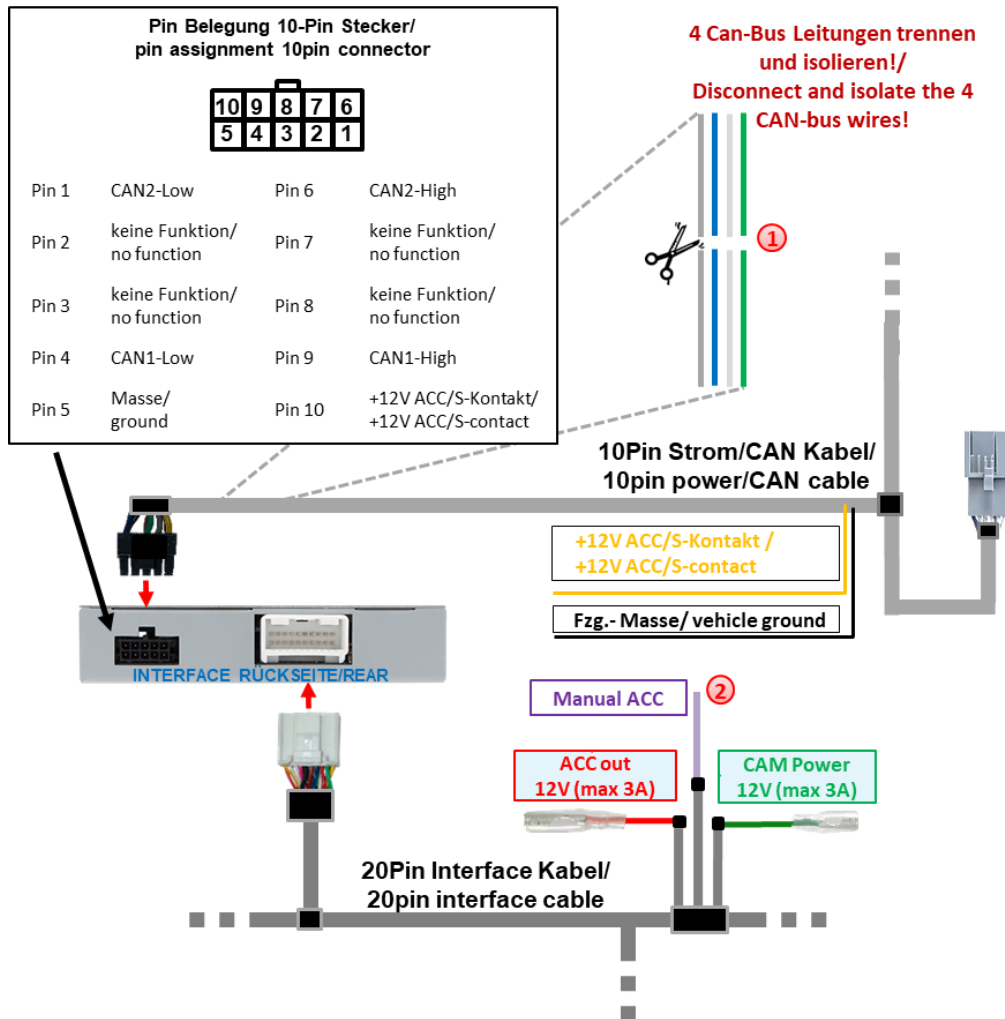 Pin Belegung 10-Pin Stecker/
pin assignment 10pin connector
10 9 8 7 6
5 4 3 2 1
Pin 1 CAN2-Low Pin 6 CAN2-High
Pin 2 keine Funktion/ no function Pin 7 keine Funktion/ no function
Pin 3 keine Funktion/ no function Pin 8 keine Funktion/ no function
Pin 4 CAN1-Low Pin 9 CAN1-High
Pin 5 Masse/ ground Pin 10 +12V ACC/S-Kontakt/ +12V ACC/S-contact
4 Can-Bus Leitungen trennen
und isolieren!/
Disconnect and isolate the 4
CAN-bus wires!
1
10Pin Strom/CAN Kabel/
10pin power/CAN cable
+12V ACC/S-Kontakt /
+12V ACC/S-contact
Fzg.- Masse/ vehicle ground
INTERFACE RÜCKSEITE/REAR
Manual ACC
2
ACC out
12V (max 3A)
CAM Power
12V (max 3A)
20Pin Interface Kabel/
20pin interface cable